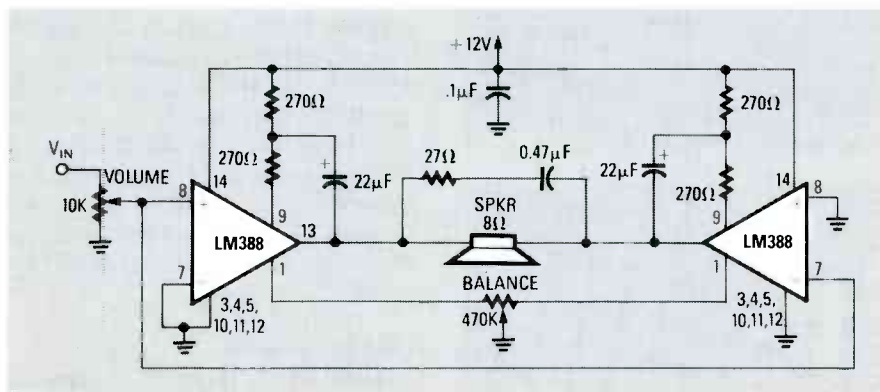 +12V
.1µF
270Ω
270Ω
270Ω
22µF
27Ω
0.47µF
22µF
270Ω
VIN
VOLUME
10K
8
14
+
9
13
LM388
1
7
-
3,4,5,
10,11,12
SPKR
8Ω
BALANCE
470K
14
8
+
9
LM388
7
1
-
3,4,5,
10,11,12